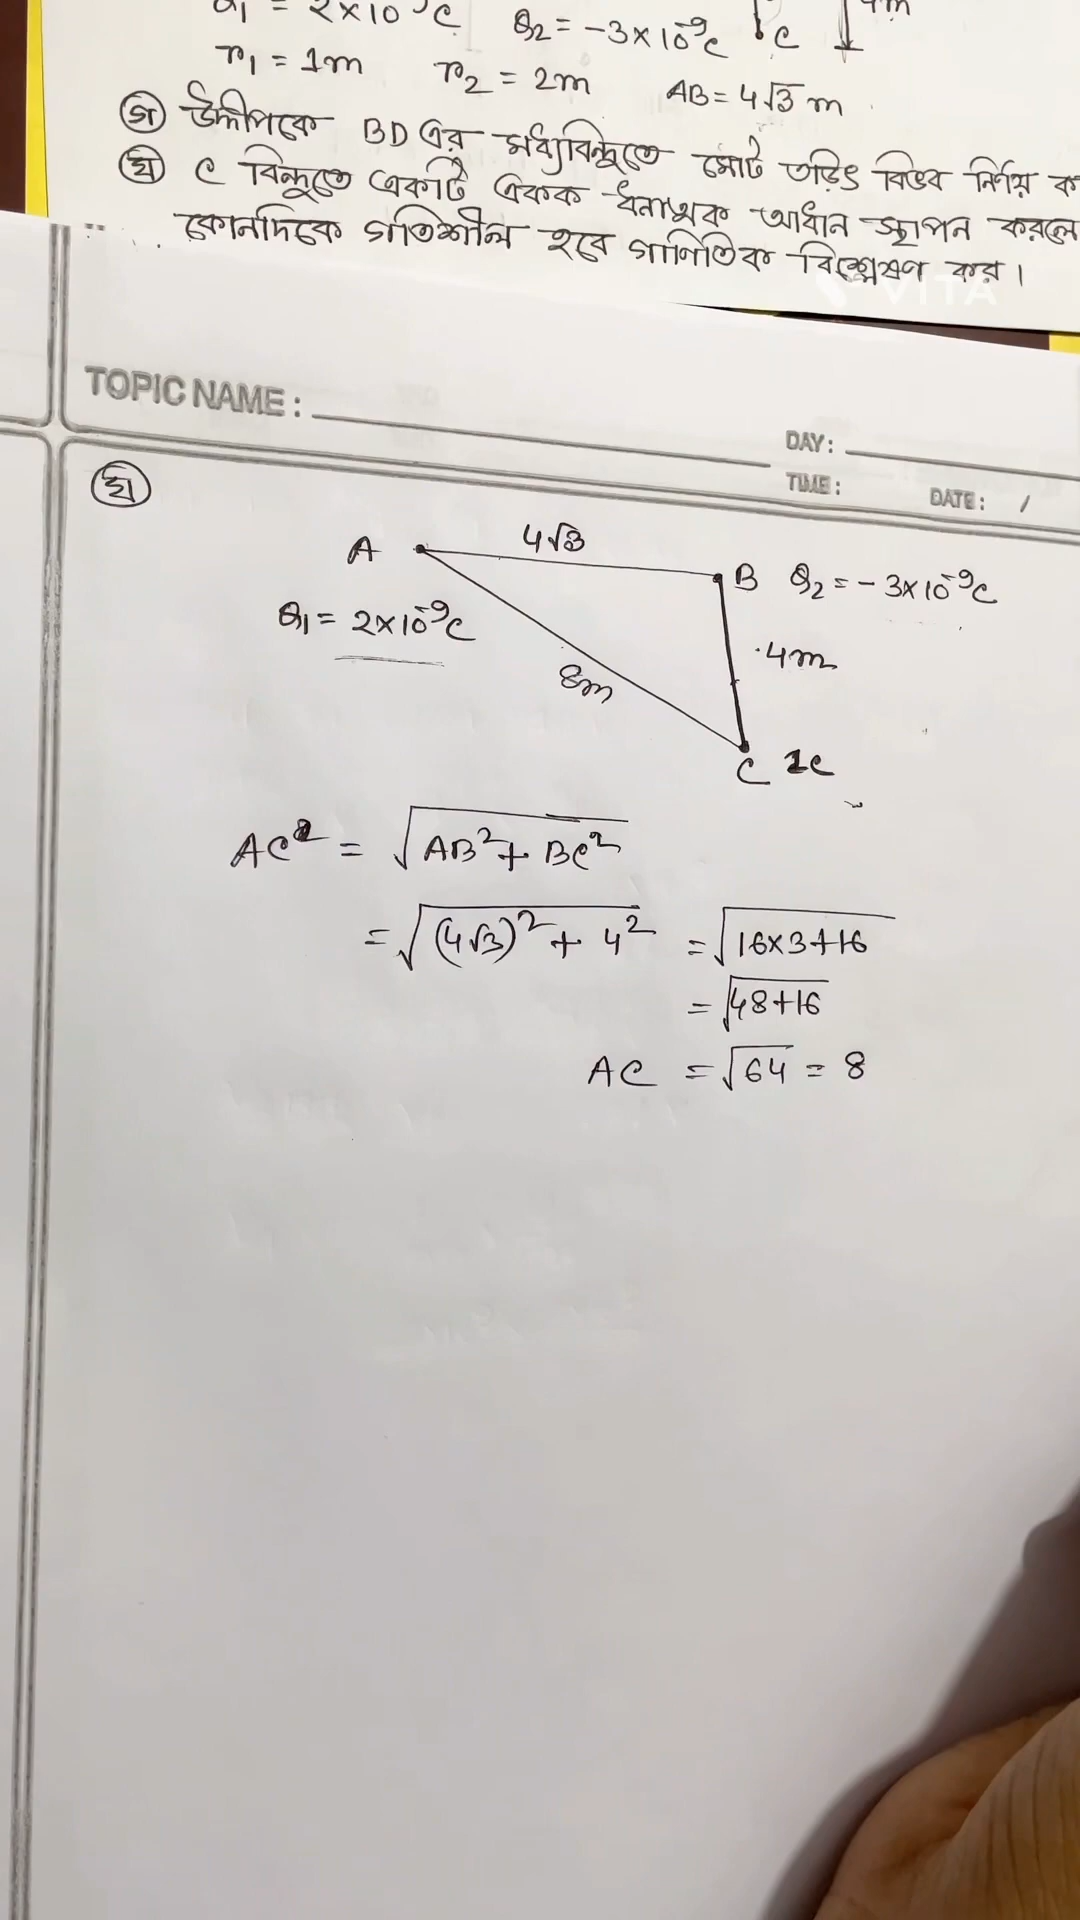 = 2×10⁻⁹C Q₂ = -3×10⁻⁹C C 4m
r₁ = 1m r₂ = 2m AB = 4√3 m
গ উদ্দীপকে BD এর মধ্যবিন্দুতে মোট তড়িৎ বিভব নির্ণয় ক
ঘ C বিন্দুতে একটি একক ধনাত্মক আধান স্থাপন করলে
কোনদিকে গতিশীল হবে গাণিতিক বিশ্লেষণ কর।
VITA
TOPIC NAME :
DAY :
TIME : DATE : /
ঘ
A 4√3 B Q₂ = -3×10⁻⁹C
Q₁ = 2×10⁻⁹C
4m
8m
C 1C
AC² = √AB² + BC²
= √(4√3)² + 4² = √16×3+16
= √48+16
AC = √64 = 8